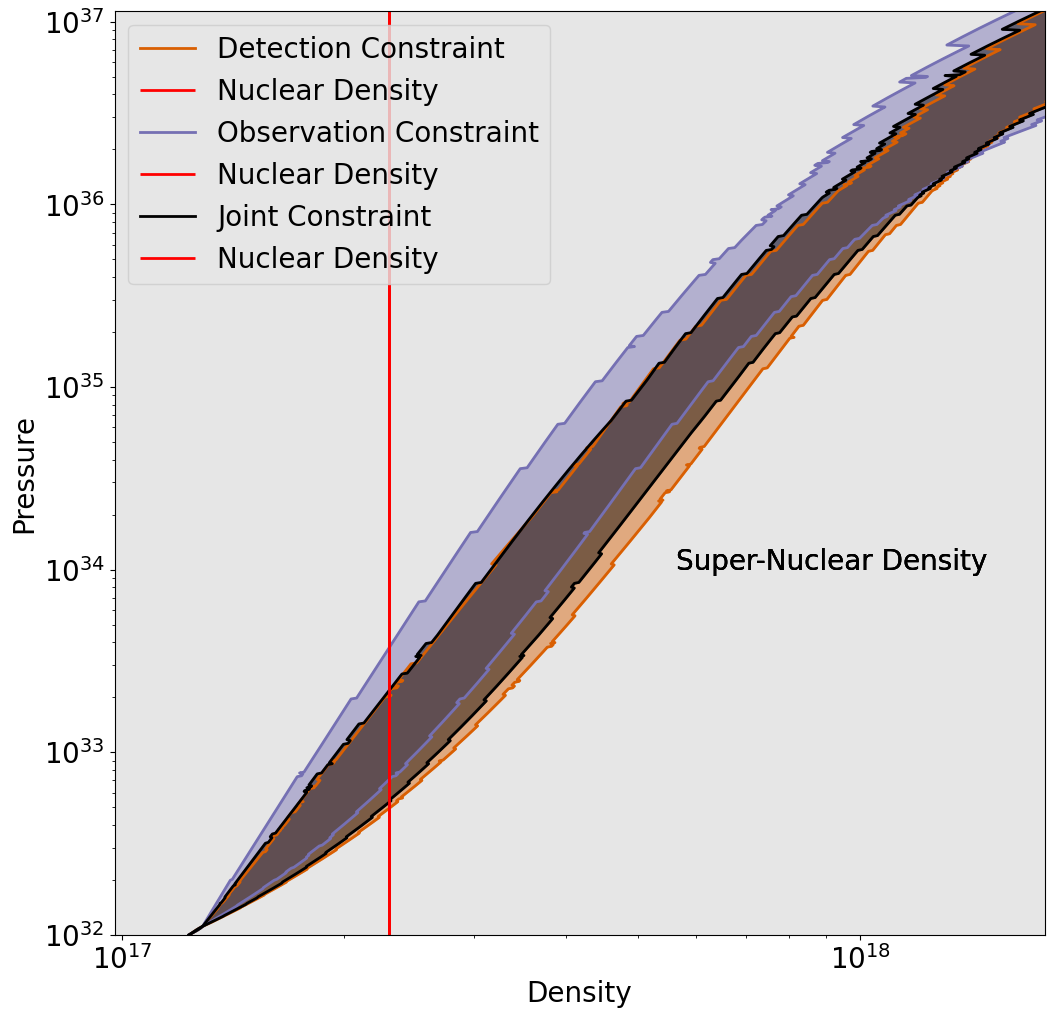 10^37
10^36
10^35
10^34
10^33
10^32
Pressure
Detection Constraint
Nuclear Density
Observation Constraint
Nuclear Density
Joint Constraint
Nuclear Density
Super-Nuclear Density
10^17
10^18
Density